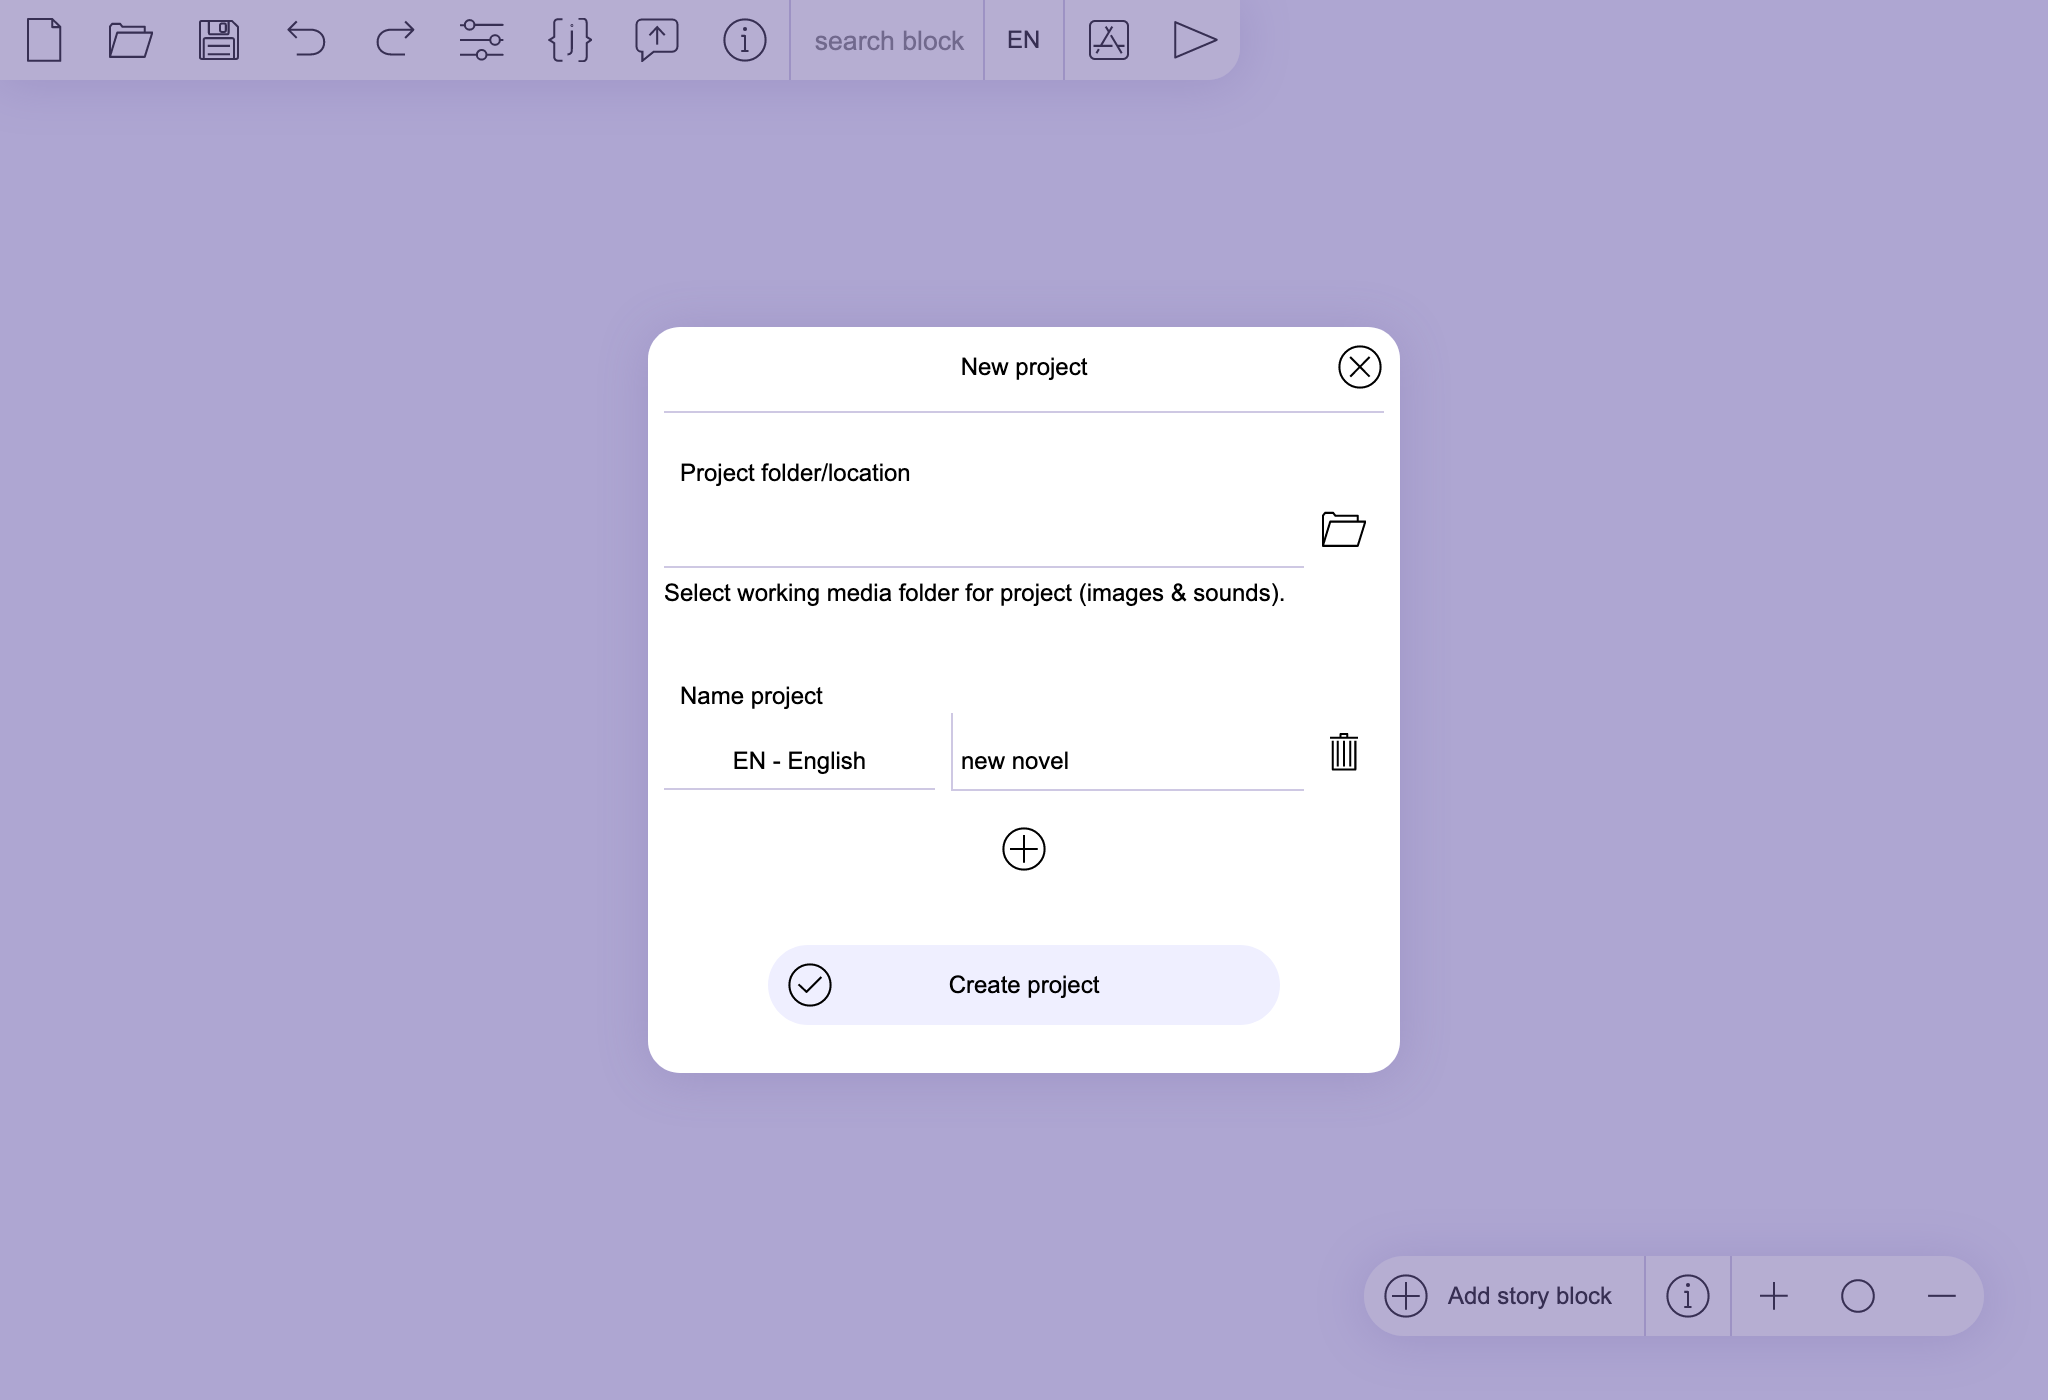 search block
EN
New project
Project folder/location
Select working media folder for project (images & sounds).
Name project
EN - English
new novel
Create project
Add story block